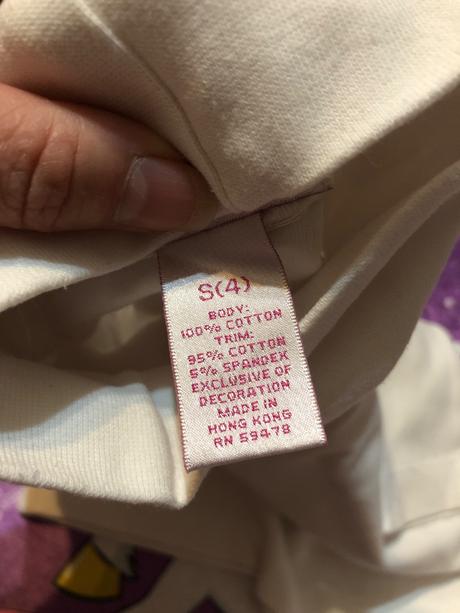 S(4)
BODY:
100% COTTON
TRIM:
95% COTTON
5% SPANDEX
EXCLUSIVE OF
DECORATION
MADE IN
HONG KONG
RN 59478